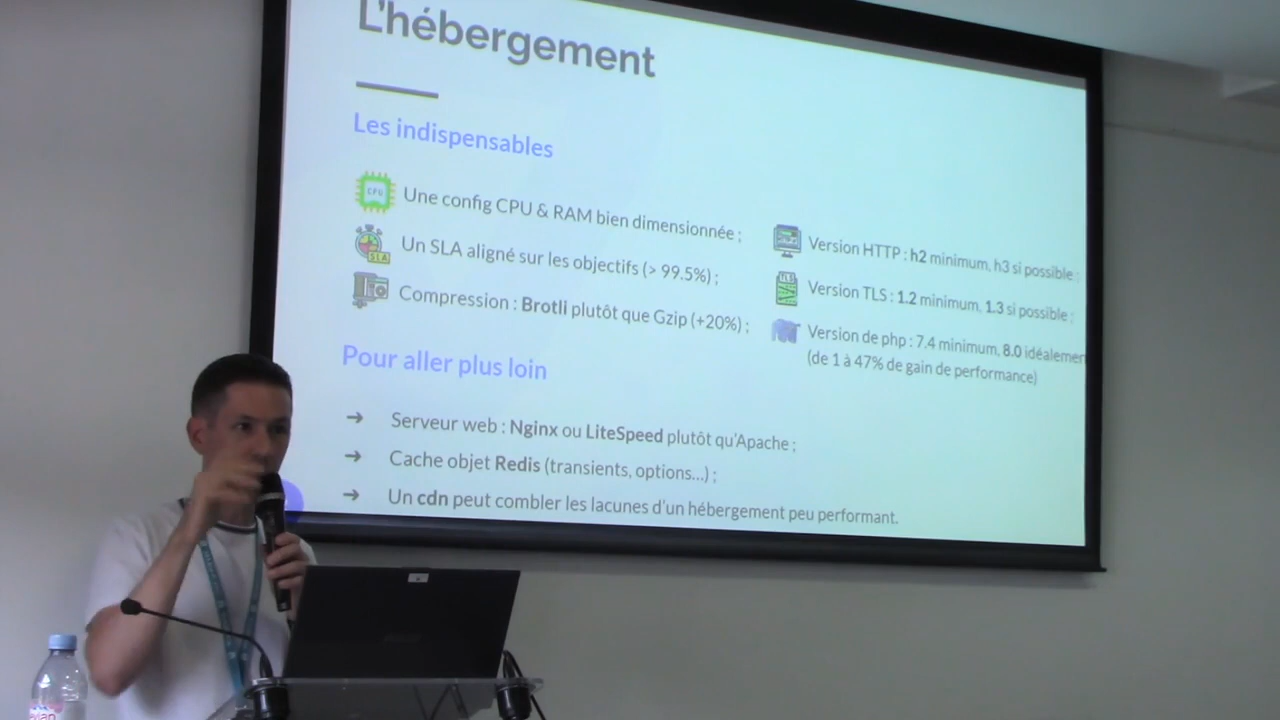 L'hébergement
Les indispensables
CPU
Une config CPU & RAM bien dimensionnée ;
SLA
Un SLA aligné sur les objectifs (> 99.5%) ;
Compression : Brotli plutôt que Gzip (+20%) ;
Version HTTP : h2 minimum, h3 si possible ;
TLS
Version TLS : 1.2 minimum, 1.3 si possible ;
Version de php : 7.4 minimum, 8.0 idéalemen
(de 1 à 47% de gain de performance)
Pour aller plus loin
➜ Serveur web : Nginx ou LiteSpeed plutôt qu'Apache ;
➜ Cache objet Redis (transients, options...) ;
➜ Un cdn peut combler les lacunes d'un hébergement peu performant.